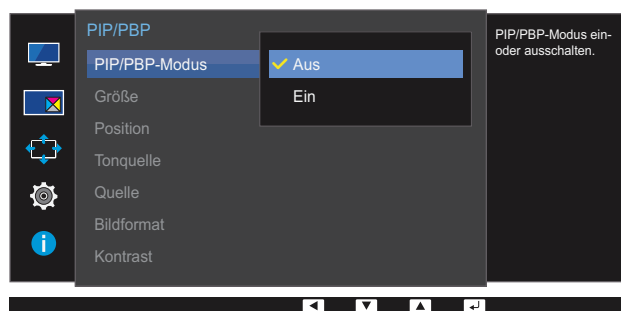 PIP/PBP
PIP/PBP-Modus
Aus
Größe
Ein
Position
Tonquelle
Quelle
Bildformat
Kontrast
PIP/PBP-Modus ein-
oder ausschalten.